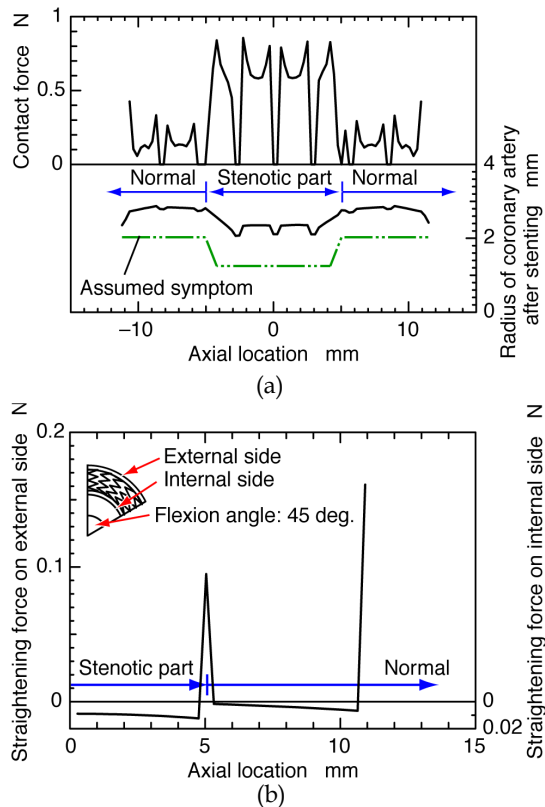 Contact force N
1
0.5
0
4
Normal
Stenotic part
Normal
2
Assumed symptom
0
Radius of coronary artery
after stenting mm
−10
0
10
Axial location mm
(a)
Straightening force on external side N
0.2
External side
Internal side
Flexion angle: 45 deg.
0.1
Stenotic part
Normal
0
0
0.02
Straightening force on internal side N
0
5
10
15
Axial location mm
(b)